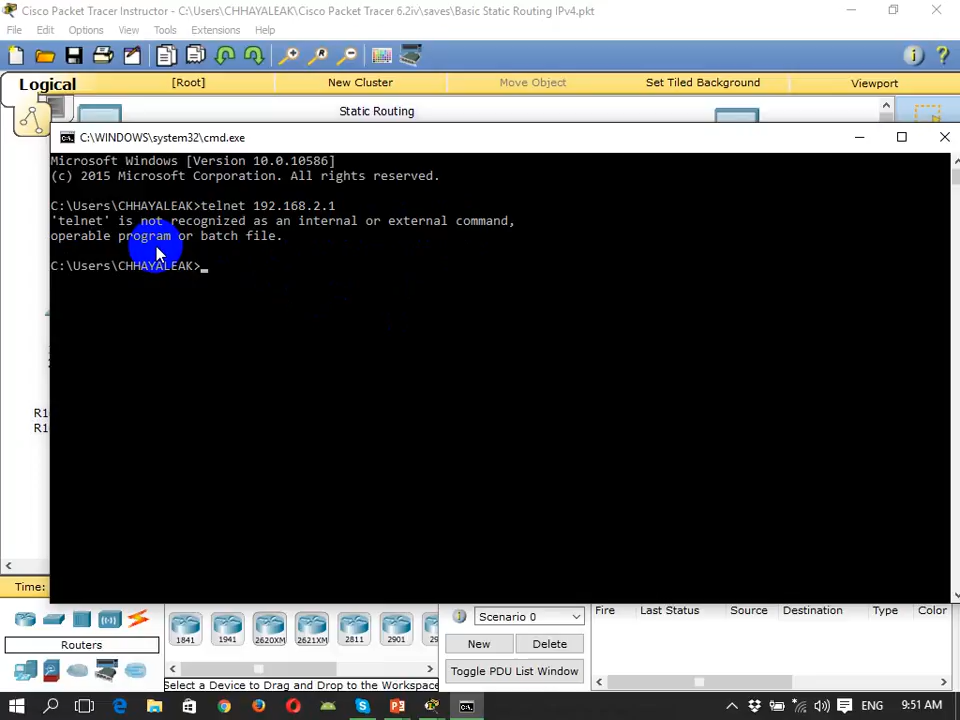 Cisco Packet Tracer Instructor - C:\Users\CHHAYALEAK\Cisco Packet Tracer 6.2iv\saves\Basic Static Routing IPv4.pkt
File Edit Options View Tools Extensions Help
Logical [Root] New Cluster Move Object Set Tiled Background Viewport
Static Routing
C:\WINDOWS\system32\cmd.exe
Microsoft Windows [Version 10.0.10586]
(c) 2015 Microsoft Corporation. All rights reserved.
C:\Users\CHHAYALEAK>telnet 192.168.2.1
'telnet' is not recognized as an internal or external command,
operable program or batch file.
C:\Users\CHHAYALEAK>_
R1
R1
Time:
Routers
1841 1941 2620XM 2621XM 2811 2901
Select a Device to Drag and Drop to the Workspace
Scenario 0
New Delete
Toggle PDU List Window
Fire Last Status Source Destination Type Color
ENG 9:51 AM